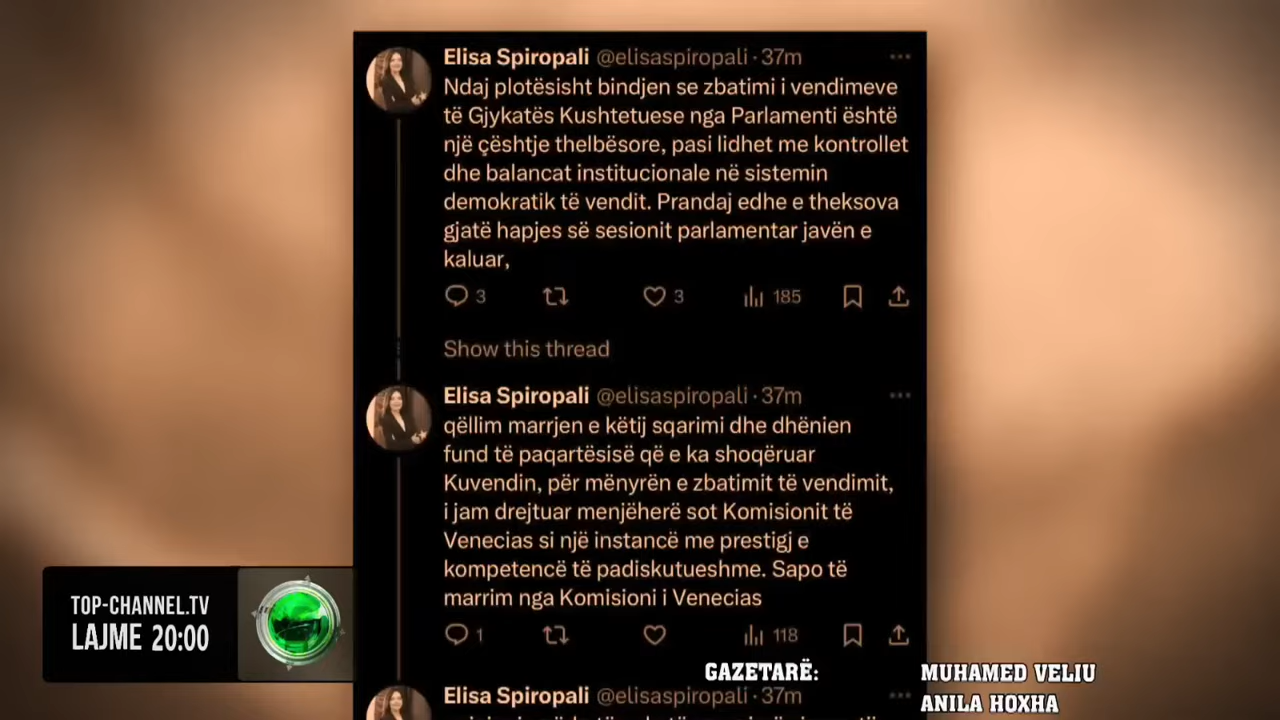 Elisa Spiropali @elisaspiropali · 37m
Ndaj plotësisht bindjen se zbatimi i vendimeve
të Gjykatës Kushtetuese nga Parlamenti është
një çështje thelbësore, pasi lidhet me kontrollet
dhe balancat institucionale në sistemin
demokratik të vendit. Prandaj edhe e theksova
gjatë hapjes së sesionit parlamentar javën e
kaluar,
3 3 185
Show this thread
Elisa Spiropali @elisaspiropali · 37m
qëllim marrjen e këtij sqarimi dhe dhënien
fund të paqartësisë që e ka shoqëruar
Kuvendin, për mënyrën e zbatimit të vendimit,
i jam drejtuar menjëherë sot Komisionit të
Venecias si një instancë me prestigj e
kompetencë të padiskutueshme. Sapo të
marrim nga Komisioni i Venecias
1 118
Elisa Spiropali @elisaspiropali · 37m
TOP-CHANNEL.TV
LAJME 20:00
GAZETARË: MUHAMED VELIU
ANILA HOXHA